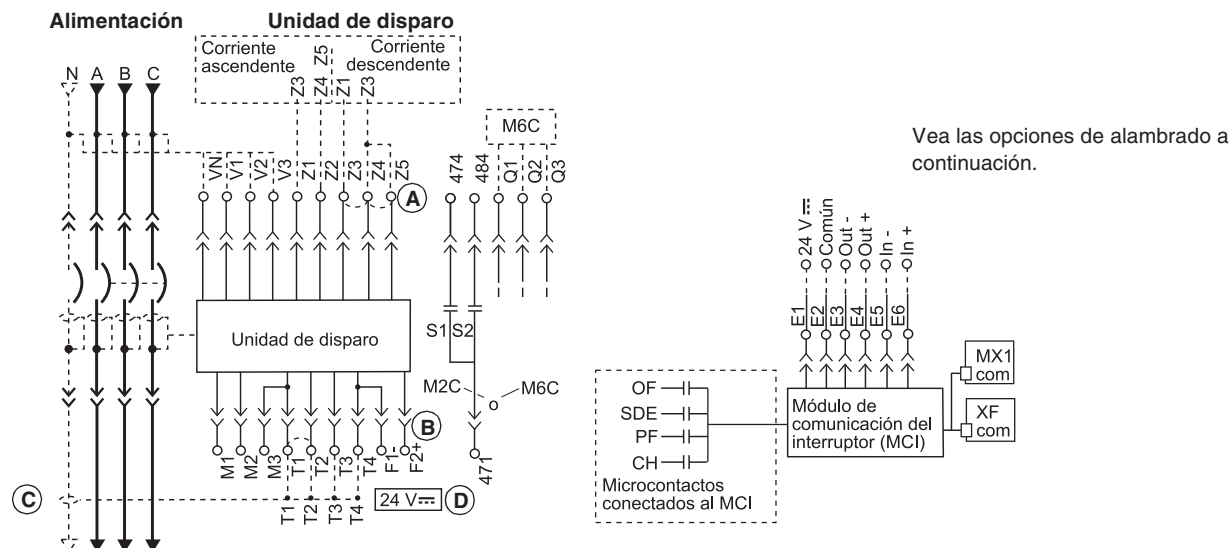 Alimentación
Unidad de disparo
Corriente
ascendente
Corriente
descendente
Z3
Z4
Z5
Z1
Z3
N A B C
VN
V1
V2
V3
Z1
Z2
Z3
Z4
Z5
A
474
484
M6C
Q1
Q2
Q3
Vea las opciones de alambrado a
continuación.
Unidad de disparo
S1 S2
M2C
o
M6C
471
B
M1
M2
M3
T1
T2
T3
T4
F1-
F2+
C
T1
T2
T3
T4
24 V
D
24 V
Común
Out -
Out +
In -
In +
E1
E2
E3
E4
E5
E6
OF
SDE
PF
CH
Microcontactos
conectados al MCI
Módulo de
comunicación del
interruptor (MCI)
MX1
com
XF
com